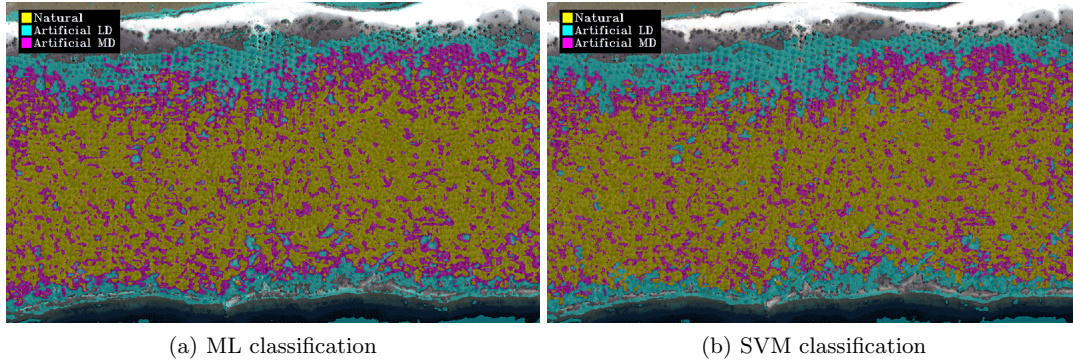 Natural
Artificial LD
Artificial MD
Natural
Artificial LD
Artificial MD
(a) ML classification
(b) SVM classification